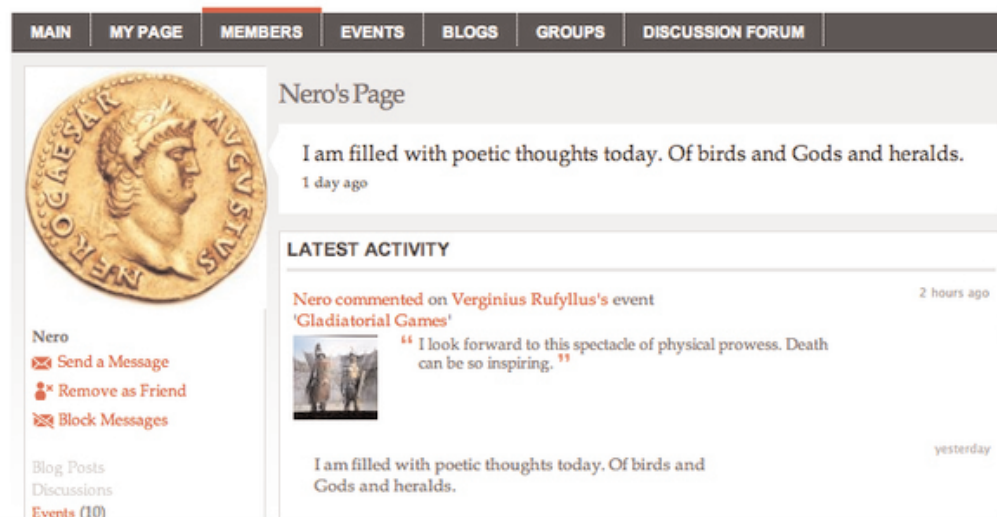 MAIN MY PAGE MEMBERS EVENTS BLOGS GROUPS DISCUSSION FORUM
NERO CAESAR AVGVSTVS
Nero's Page
I am filled with poetic thoughts today. Of birds and Gods and heralds.
1 day ago
LATEST ACTIVITY
Nero commented on Verginius Rufyllus's event
'Gladiatorial Games'
2 hours ago
“ I look forward to this spectacle of physical prowess. Death
can be so inspiring. ”
yesterday
I am filled with poetic thoughts today. Of birds and
Gods and heralds.
Nero
Send a Message
Remove as Friend
Block Messages
Blog Posts
Discussions
Events (10)